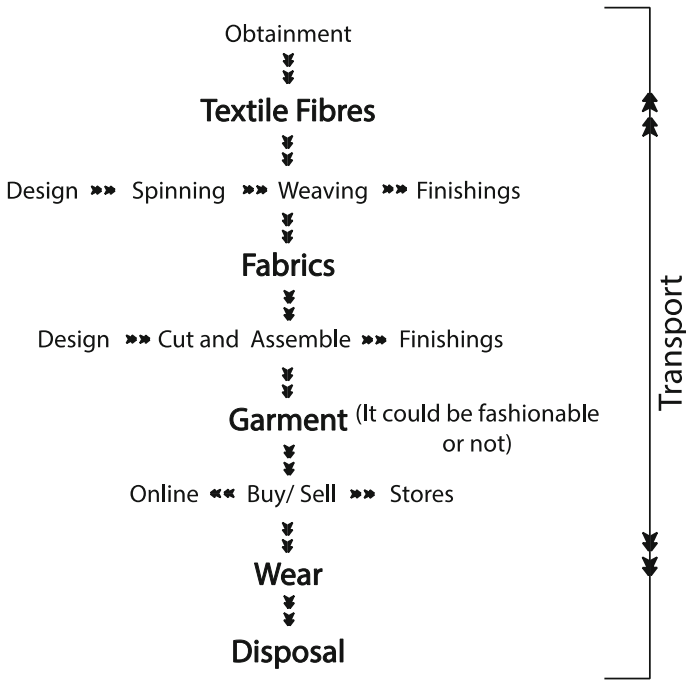 Obtainment
Textile Fibres
Design Spinning Weaving Finishings
Fabrics
Design Cut and Assemble Finishings
Garment (It could be fashionable
or not)
Online Buy/ Sell Stores
Wear
Disposal
Transport